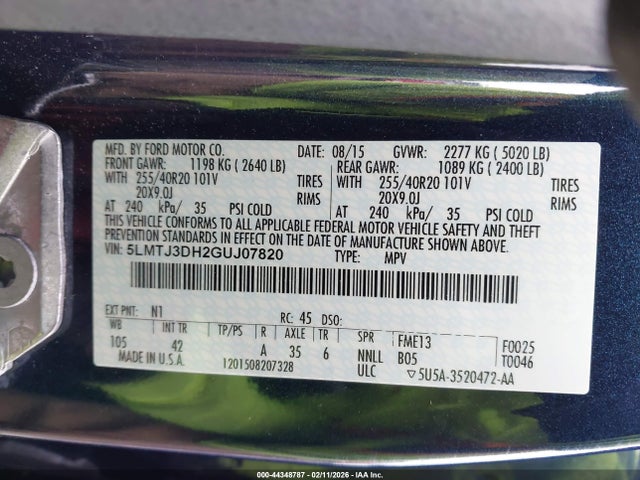 MFD. BY FORD MOTOR CO. DATE: 08/15 GVWR: 2277 KG ( 5020 LB)
FRONT GAWR: 1198 KG ( 2640 LB) REAR GAWR: 1089 KG ( 2400 LB)
WITH 255/40R20 101V TIRES WITH 255/40R20 101V TIRES
20X9.0J RIMS 20X9.0J RIMS
AT 240 kPa/ 35 PSI COLD AT 240 kPa/ 35 PSI COLD
THIS VEHICLE CONFORMS TO ALL APPLICABLE FEDERAL MOTOR VEHICLE SAFETY AND THEFT
PREVENTION STANDARDS IN EFFECT ON THE DATE OF MANUFACTURE SHOWN ABOVE.
VIN: 5LMTJ3DH2GUJ07820 TYPE: MPV
EXT PNT: N1 RC: 45 DSO:
WB INT TR TP/PS R AXLE TR SPR FME13 F0025
105 42 A 35 6 NNLL B05 T0046
MADE IN U.S.A. 1201508207328 ULC ▽5U5A-3520472-AA
000-44348787 - 02/11/2026 - IAA Inc.